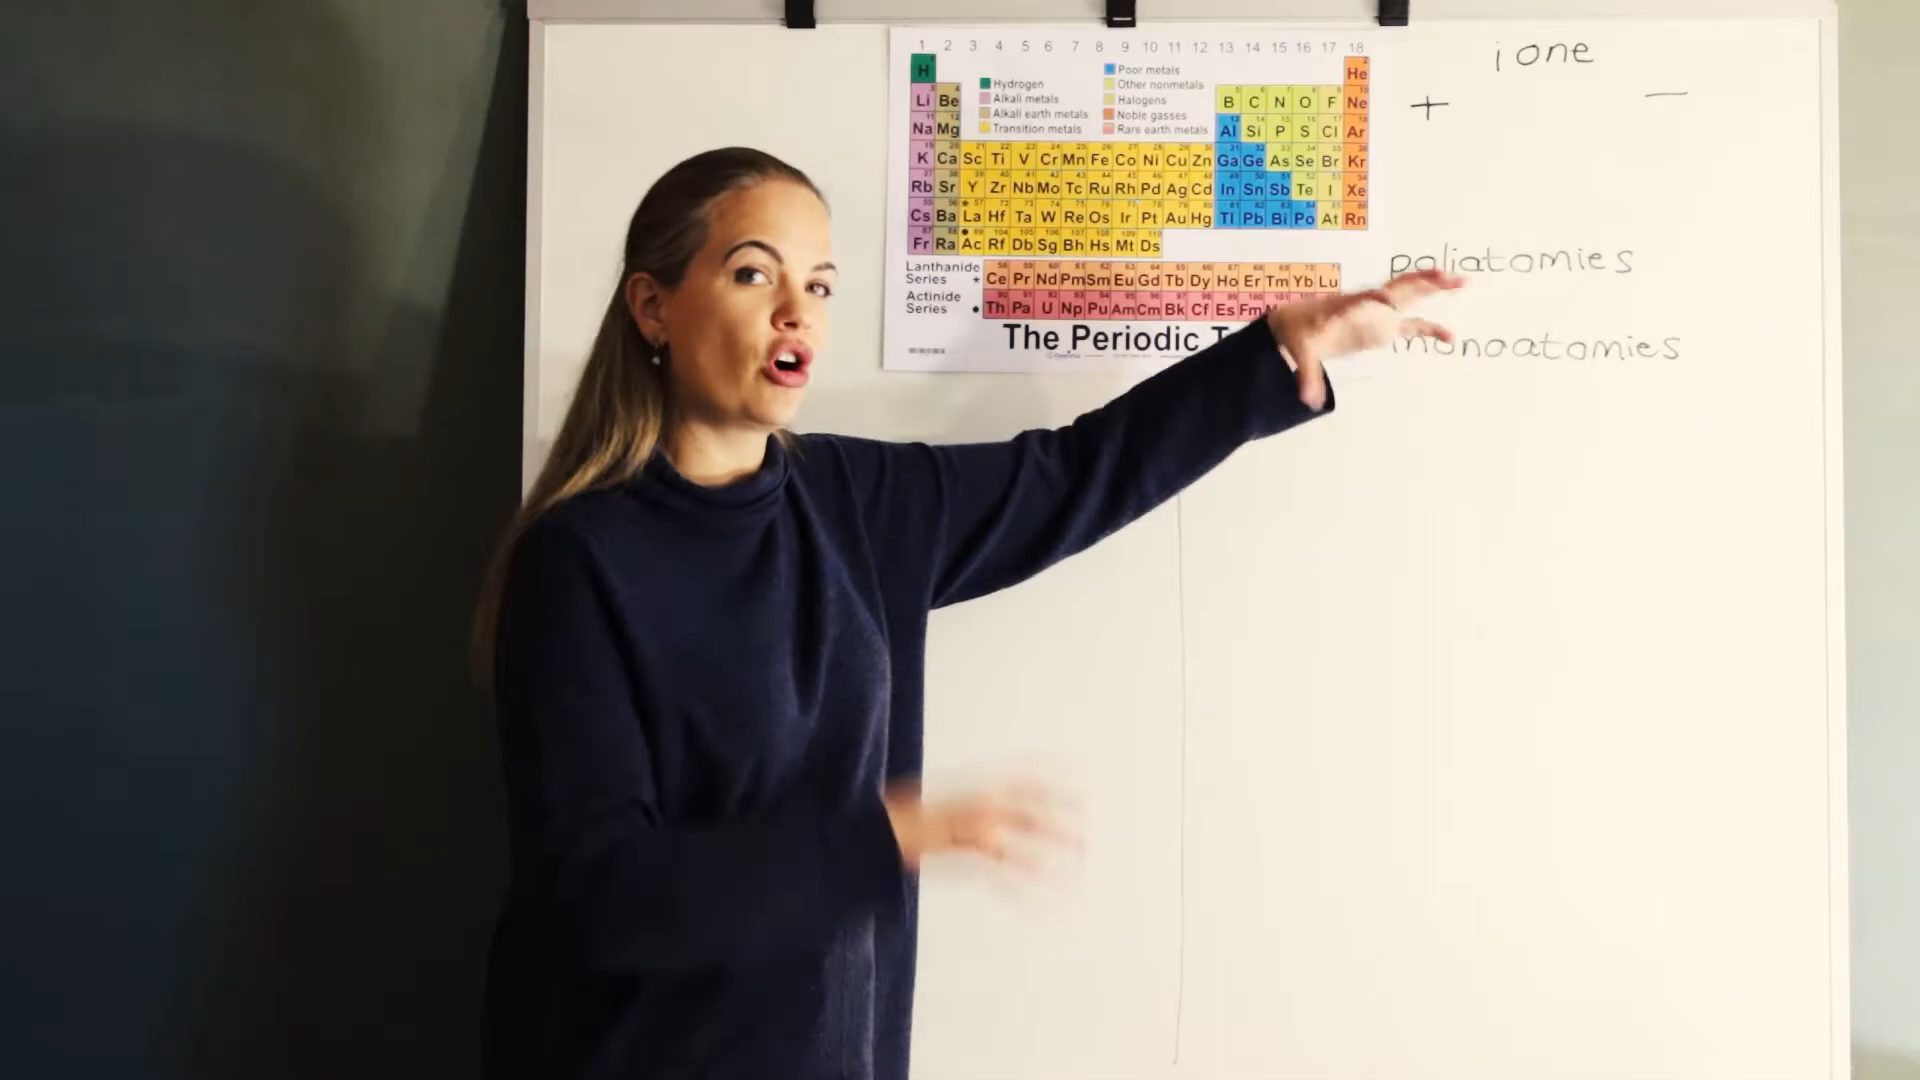 1 2 3 4 5 6 7 8 9 10 11 12 13 14 15 16 17 18
H He
Hydrogen
Alkali metals
Alkali earth metals
Transition metals
Poor metals
Other nonmetals
Halogens
Noble gasses
Rare earth metals
Li Be B C N O F Ne
Na Mg Al Si P S Cl Ar
K Ca Sc Ti V Cr Mn Fe Co Ni Cu Zn Ga Ge As Se Br Kr
Rb Sr Y Zr Nb Mo Tc Ru Rh Pd Ag Cd In Sn Sb Te I Xe
Cs Ba La Hf Ta W Re Os Ir Pt Au Hg Tl Pb Bi Po At Rn
Fr Ra Ac Rf Db Sg Bh Hs Mt Ds
Lanthanide
Series * Ce Pr Nd Pm Sm Eu Gd Tb Dy Ho Er Tm Yb Lu
Actinide
Series • Th Pa U Np Pu Am Cm Bk Cf Es Fm
The Periodic T
ione
+ −
poliatomies
monoatomies